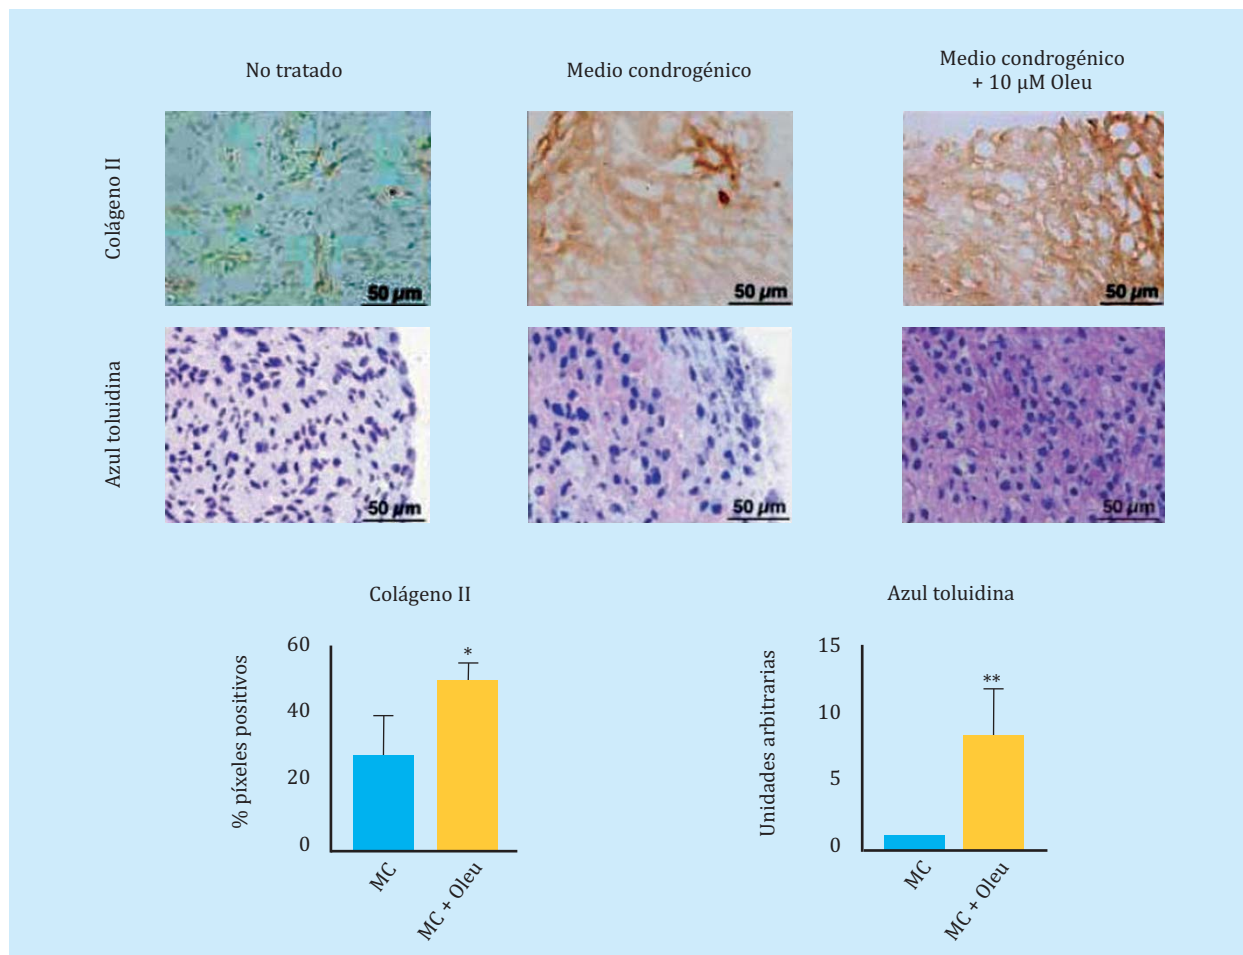 No tratado
Medio condrogénico
Medio condrogénico
+ 10 µM Oleu
Colágeno II
50 µm
50 µm
50 µm
Azul toluidina
50 µm
50 µm
50 µm
Colágeno II
% píxeles positivos
60
40
20
0
*
MC
MC + Oleu
Azul toluidina
Unidades arbitrarias
15
10
5
0
**
MC
MC + Oleu